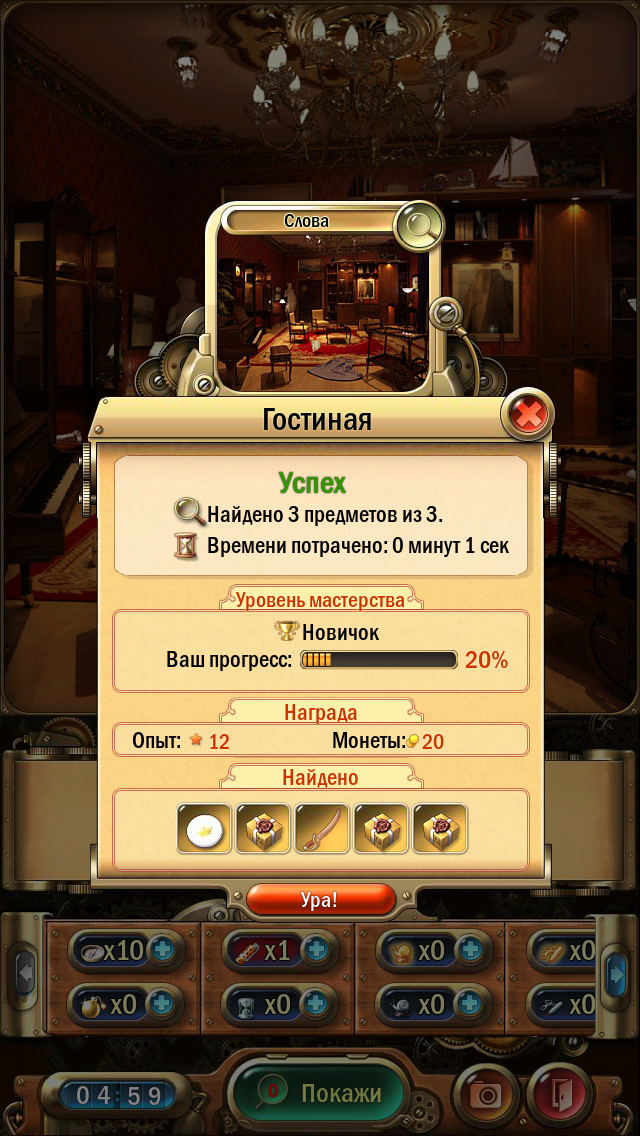 Слова
Гостиная
Успех
Найдено 3 предметов из 3.
Времени потрачено: 0 минут 1 сек
Уровень мастерства
Новичок
Ваш прогресс: 20%
Награда
Опыт: 12 Монеты: 20
Найдено
Ура!
x10 x1 x0 x0
x0 x0 x0 x0
04:59 0 Покажи